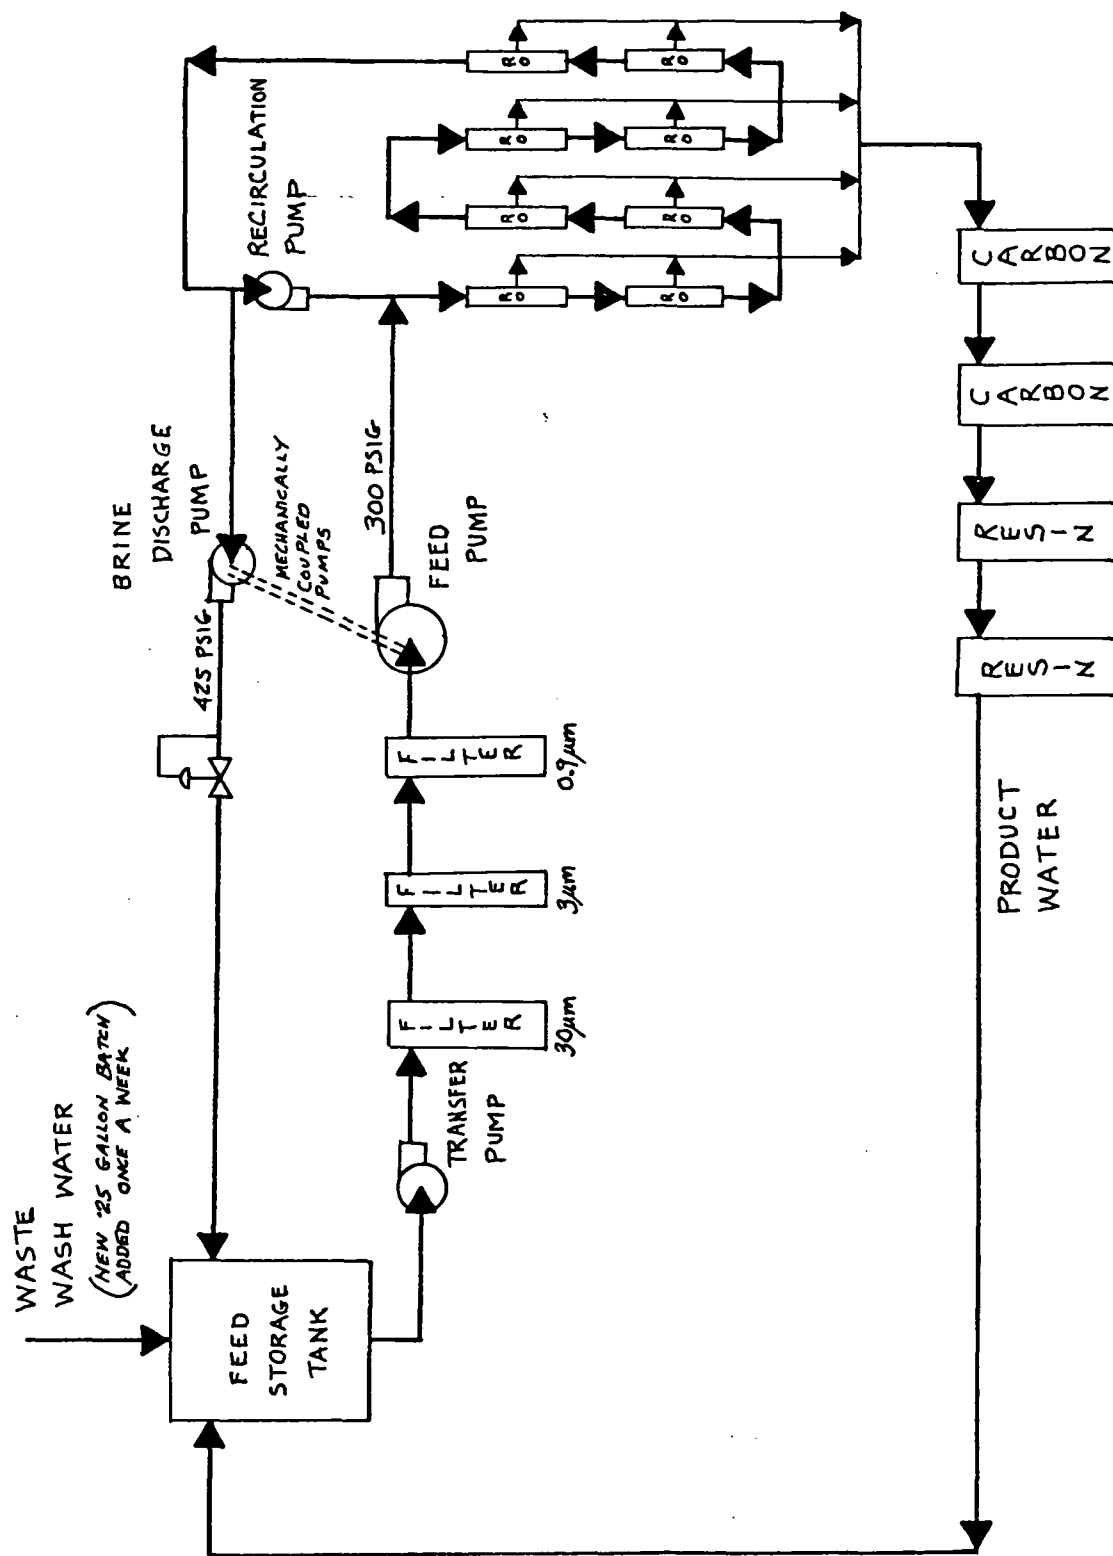 WASTE
WASH WATER
(NEW 25 GALLON BATCH
ADDED ONCE A WEEK)
FEED
STORAGE
TANK
TRANSFER
PUMP
FILTER
30µm
FILTER
3µm
FILTER
0.9µm
425 PSIG
BRINE
DISCHARGE
PUMP
MECHANICALLY
COUPLED
PUMPS
FEED
PUMP
300 PSIG
RECIRCULATION
PUMP
RO
RO
RO
RO
RO
RO
RO
RO
CARBON
CARBON
RESIN
RESIN
PRODUCT
WATER